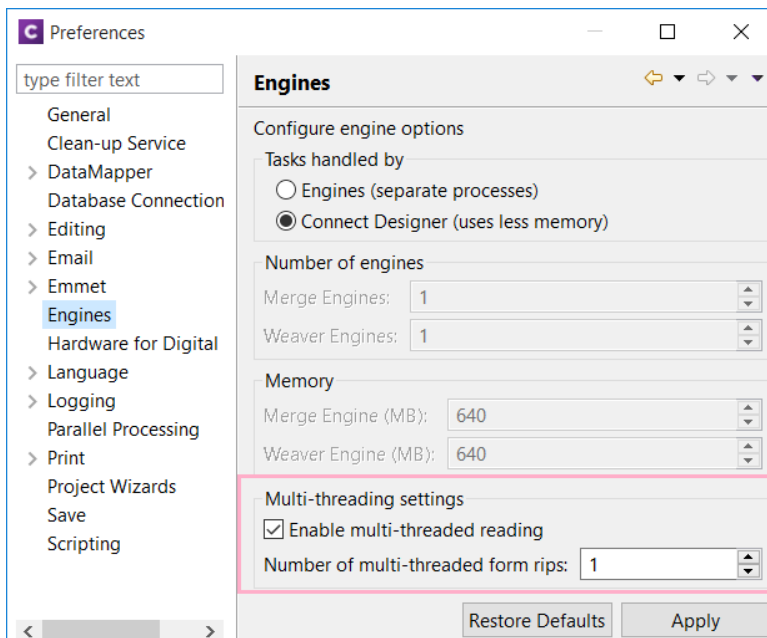 C Preferences
type filter text
General
Clean-up Service
DataMapper
Database Connection
Editing
Email
Emmet
Engines
Hardware for Digital
Language
Logging
Parallel Processing
Print
Project Wizards
Save
Scripting
Engines
Configure engine options
Tasks handled by
Engines (separate processes)
Connect Designer (uses less memory)
Number of engines
Merge Engines: 1
Weaver Engines: 1
Memory
Merge Engine (MB): 640
Weaver Engine (MB): 640
Multi-threading settings
Enable multi-threaded reading
Number of multi-threaded form rips: 1
Restore Defaults Apply